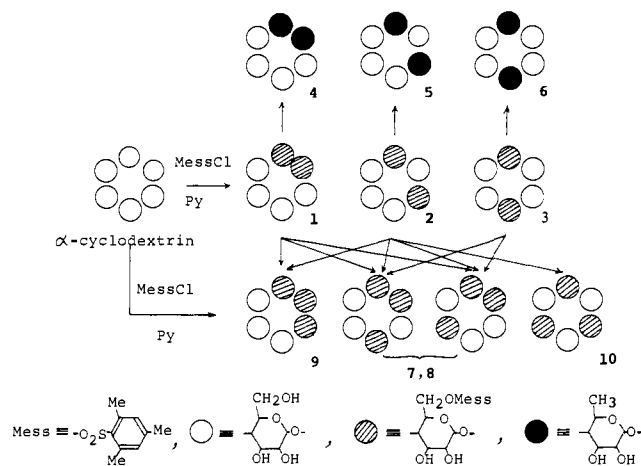 4 5 6
MessCl
Py
1 2 3
α-cyclodextrin
MessCl
Py
9 7,8 10
Mess ≡ -O2S Me Me Me , ≡ CH2OH O O- OH OH , ≡ CH2OMess O O- OH OH , ≡ CH3 O O- OH OH